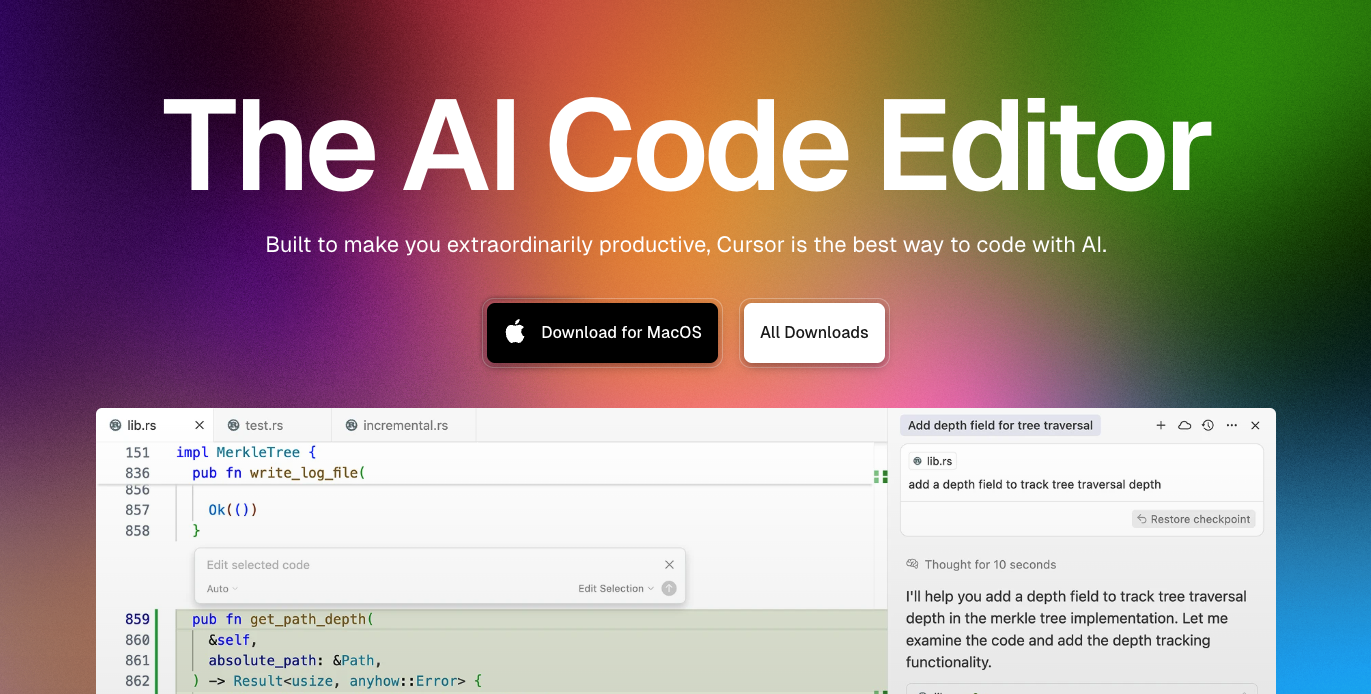 The AI Code Editor
Built to make you extraordinarily productive, Cursor is the best way to code with AI.
Download for MacOS
All Downloads
lib.rs
test.rs
incremental.rs
151 impl MerkleTree {
836 pub fn write_log_file(
856
857 Ok(())
858 }
Edit selected code
Auto
Edit Selection
859 pub fn get_path_depth(
860 &self,
861 absolute_path: &Path,
862 ) -> Result<usize, anyhow::Error> {
Add depth field for tree traversal
lib.rs
add a depth field to track tree traversal depth
Restore checkpoint
Thought for 10 seconds
I'll help you add a depth field to track tree traversal
depth in the merkle tree implementation. Let me
examine the code and add the depth tracking
functionality.